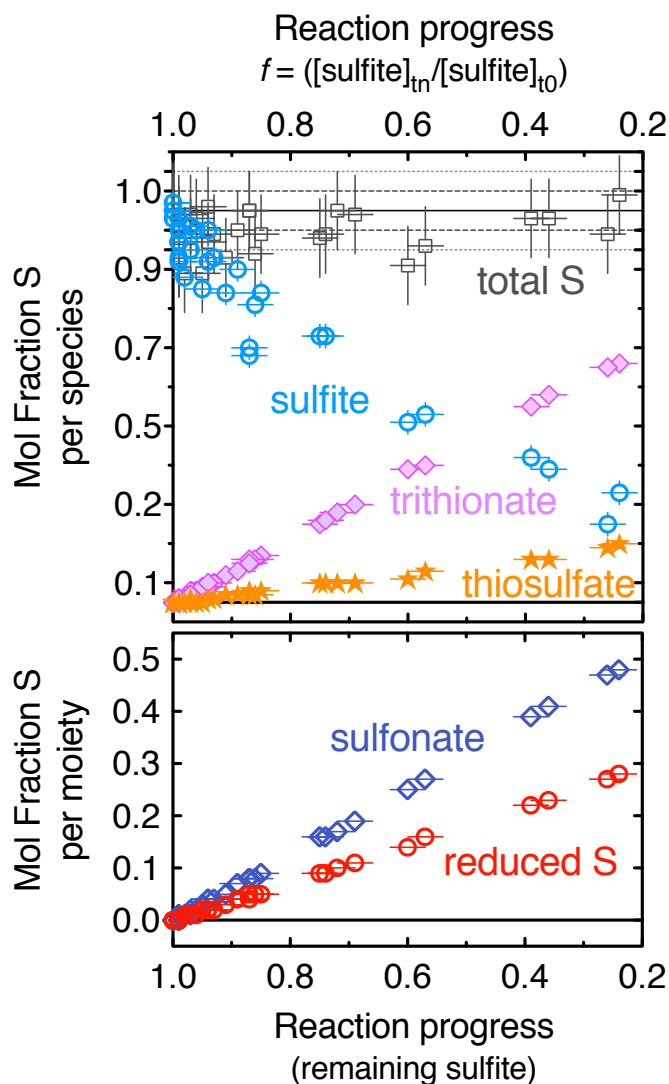 Reaction progress
f = ([sulfite]tn/[sulfite]t0)
1.0 0.8 0.6 0.4 0.2
Mol Fraction S
per species
1.0
0.9
0.7
0.5
0.2
0.1
total S
sulfite
trithionate
thiosulfate
Mol Fraction S
per moiety
0.5
0.4
0.3
0.2
0.1
0.0
sulfonate
reduced S
1.0 0.8 0.6 0.4 0.2
Reaction progress
(remaining sulfite)